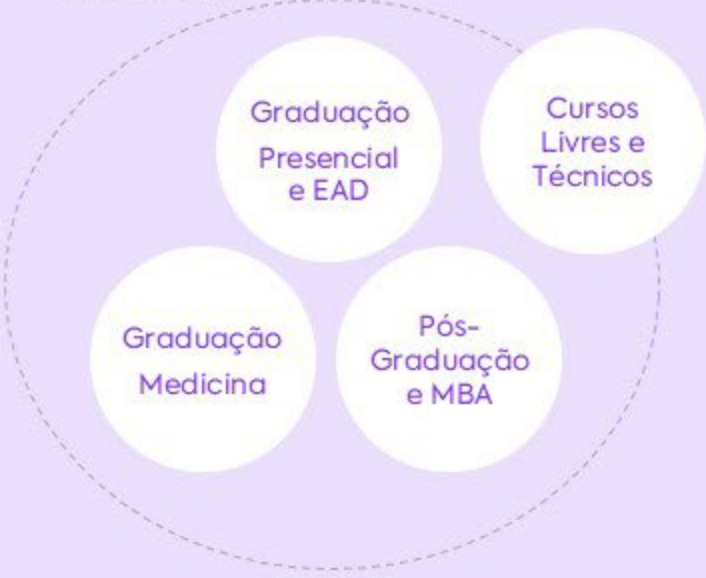 Graduação
Presencial
e EAD
Cursos
Livres e
Técnicos
Graduação
Medicina
Pós-
Graduação
e MBA